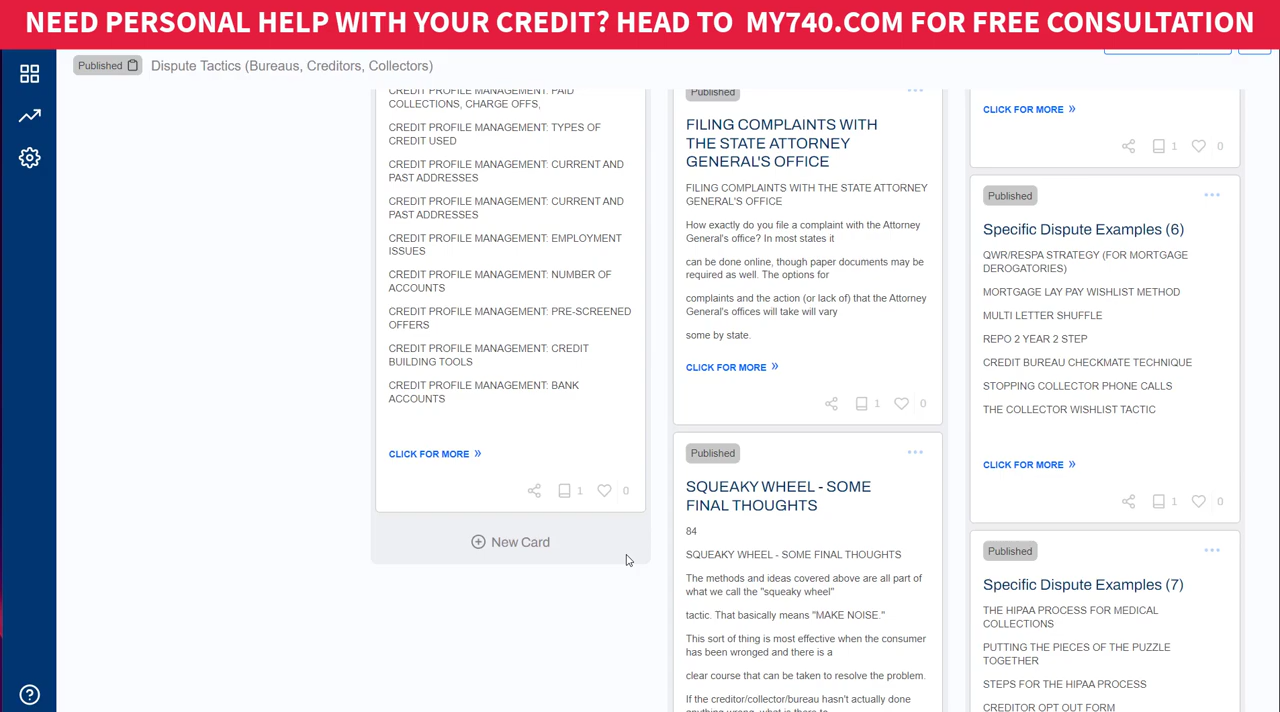 NEED PERSONAL HELP WITH YOUR CREDIT? HEAD TO MY740.COM FOR FREE CONSULTATION
Published
Dispute Tactics (Bureaus, Creditors, Collectors)
CREDIT PROFILE MANAGEMENT: PAID
COLLECTIONS, CHARGE OFFS,
CREDIT PROFILE MANAGEMENT: TYPES OF
CREDIT USED
CREDIT PROFILE MANAGEMENT: CURRENT AND
PAST ADDRESSES
CREDIT PROFILE MANAGEMENT: CURRENT AND
PAST ADDRESSES
CREDIT PROFILE MANAGEMENT: EMPLOYMENT
ISSUES
CREDIT PROFILE MANAGEMENT: NUMBER OF
ACCOUNTS
CREDIT PROFILE MANAGEMENT: PRE-SCREENED
OFFERS
CREDIT PROFILE MANAGEMENT: CREDIT
BUILDING TOOLS
CREDIT PROFILE MANAGEMENT: BANK
ACCOUNTS
CLICK FOR MORE »
1
0
New Card
Published
FILING COMPLAINTS WITH
THE STATE ATTORNEY
GENERAL'S OFFICE
FILING COMPLAINTS WITH THE STATE ATTORNEY
GENERAL'S OFFICE
How exactly do you file a complaint with the Attorney
General's office? In most states it
can be done online, though paper documents may be
required as well. The options for
complaints and the action (or lack of) that the Attorney
General's offices will take will vary
some by state.
CLICK FOR MORE »
1
0
Published
SQUEAKY WHEEL - SOME
FINAL THOUGHTS
84
SQUEAKY WHEEL - SOME FINAL THOUGHTS
The methods and ideas covered above are all part of
what we call the "squeaky wheel"
tactic. That basically means "MAKE NOISE."
This sort of thing is most effective when the consumer
has been wronged and there is a
clear course that can be taken to resolve the problem.
If the creditor/collector/bureau hasn't actually done
anything wrong, what is there to
CLICK FOR MORE »
1
0
Published
Specific Dispute Examples (6)
QWR/RESPA STRATEGY (FOR MORTGAGE
DEROGATORIES)
MORTGAGE LAY PAY WISHLIST METHOD
MULTI LETTER SHUFFLE
REPO 2 YEAR 2 STEP
CREDIT BUREAU CHECKMATE TECHNIQUE
STOPPING COLLECTOR PHONE CALLS
THE COLLECTOR WISHLIST TACTIC
CLICK FOR MORE »
1
0
Published
Specific Dispute Examples (7)
THE HIPAA PROCESS FOR MEDICAL
COLLECTIONS
PUTTING THE PIECES OF THE PUZZLE
TOGETHER
STEPS FOR THE HIPAA PROCESS
CREDITOR OPT OUT FORM